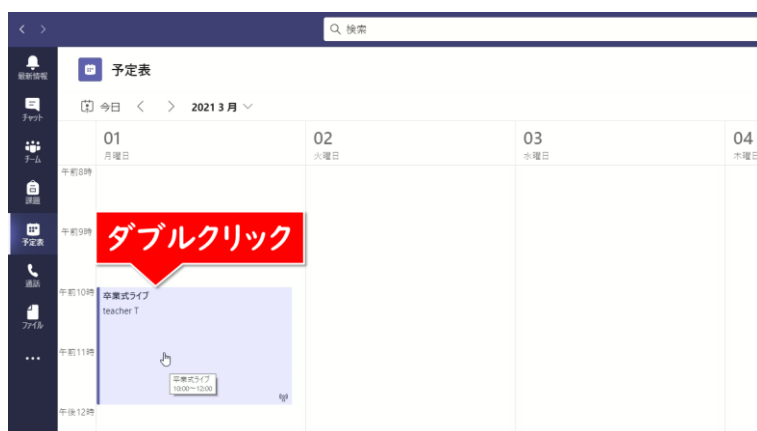 検索
最新情報
チャット
チーム
課題
予定表
通話
ファイル
予定表
今日
2021 3 月
01
月曜日
02
火曜日
03
水曜日
04
木曜日
午前8時
午前9時
午前10時
午前11時
午後12時
ダブルクリック
卒業式ライブ
teacher T
卒業式ライブ
10:00～12:00